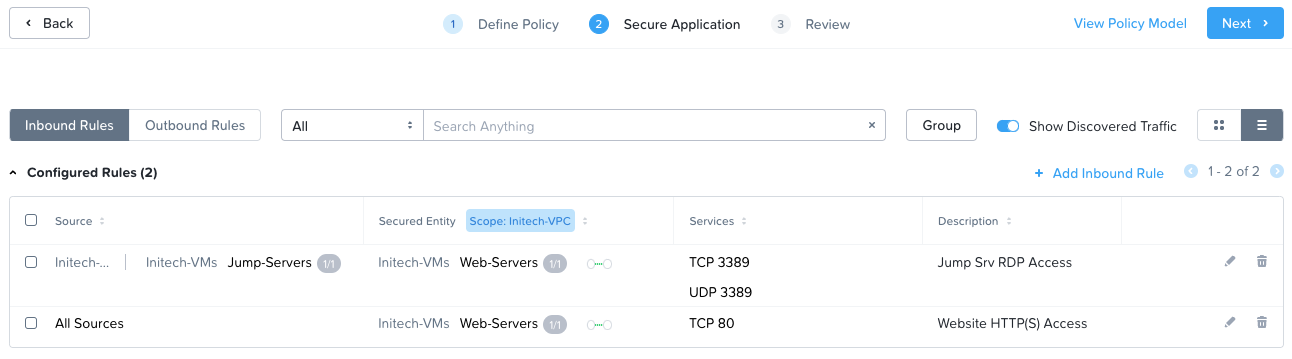 Back
1 Define Policy 2 Secure Application 3 Review
View Policy Model Next
Inbound Rules Outbound Rules All Search Anything × Group Show Discovered Traffic
Configured Rules (2) + Add Inbound Rule 1 - 2 of 2
Source Secured Entity Scope: Initech-VPC Services Description
Initech-... Initech-VMs Jump-Servers 1/1 Initech-VMs Web-Servers 1/1 TCP 3389 Jump Srv RDP Access
UDP 3389
All Sources Initech-VMs Web-Servers 1/1 TCP 80 Website HTTP(S) Access